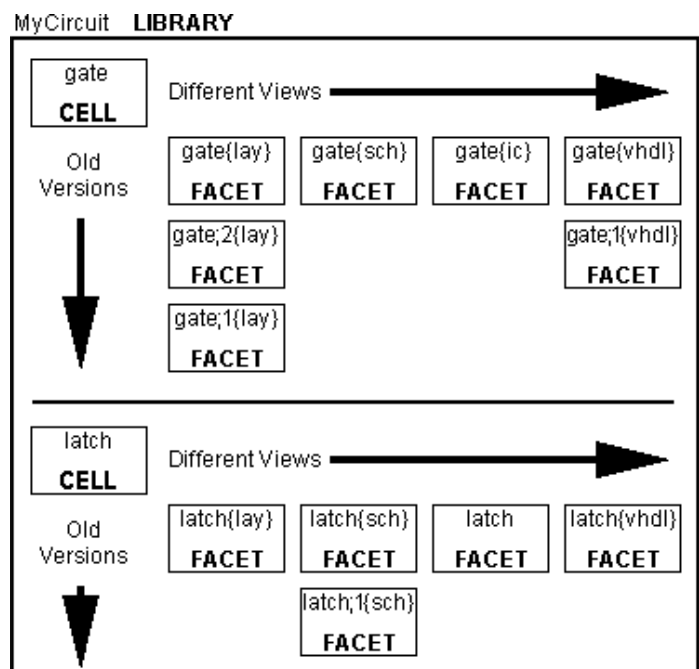 MyCircuit LIBRARY
gate
CELL
Different Views
Old
Versions
gate{lay}
FACET
gate{sch}
FACET
gate{ic}
FACET
gate{vhdl}
FACET
gate;2{lay}
FACET
gate;1{vhdl}
FACET
gate;1{lay}
FACET
latch
CELL
Different Views
Old
Versions
latch{lay}
FACET
latch{sch}
FACET
latch
FACET
latch{vhdl}
FACET
latch;1{sch}
FACET